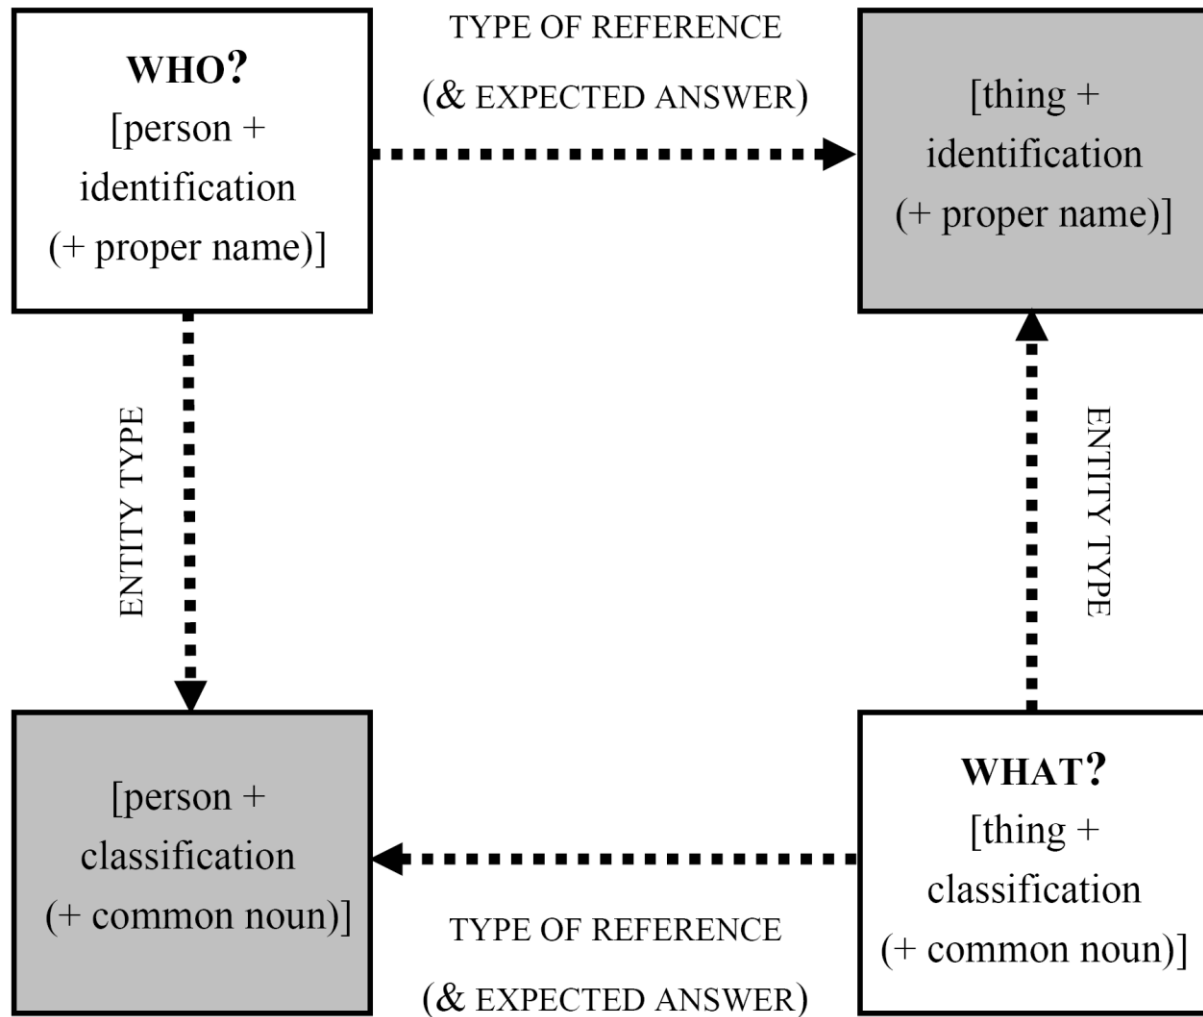 WHO?
[person +
identification
(+ proper name)]
TYPE OF REFERENCE
(& EXPECTED ANSWER)
[thing +
identification
(+ proper name)]
ENTITY TYPE
ENTITY TYPE
[person +
classification
(+ common noun)]
TYPE OF REFERENCE
(& EXPECTED ANSWER)
WHAT?
[thing +
classification
(+ common noun)]